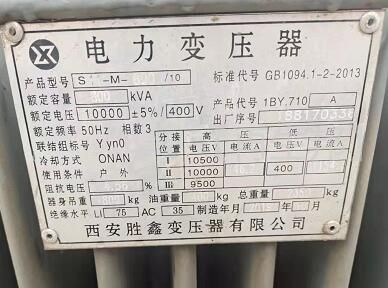 电力变压器
产品型号 S -M- /10 标准代号 GB1094.1-2-2013
额定容量 kVA 产品代号 1BY.710 A
额定电压 10000±5%/400 V 出厂序号
额定频率 50Hz 相数 3
联结组标号 Yyn0
冷却方式 ONAN
使用条件 户外
阻抗电压 %
器身吊重 kg 油重量 kg 总重量 kg
绝缘水平 LI 75 AC 35 制造年月 年 月
分接位置 高压 低压
电压V 电流A 电压V 电流A
I 10500
II 10000 400
III 9500
西安胜鑫变压器有限公司